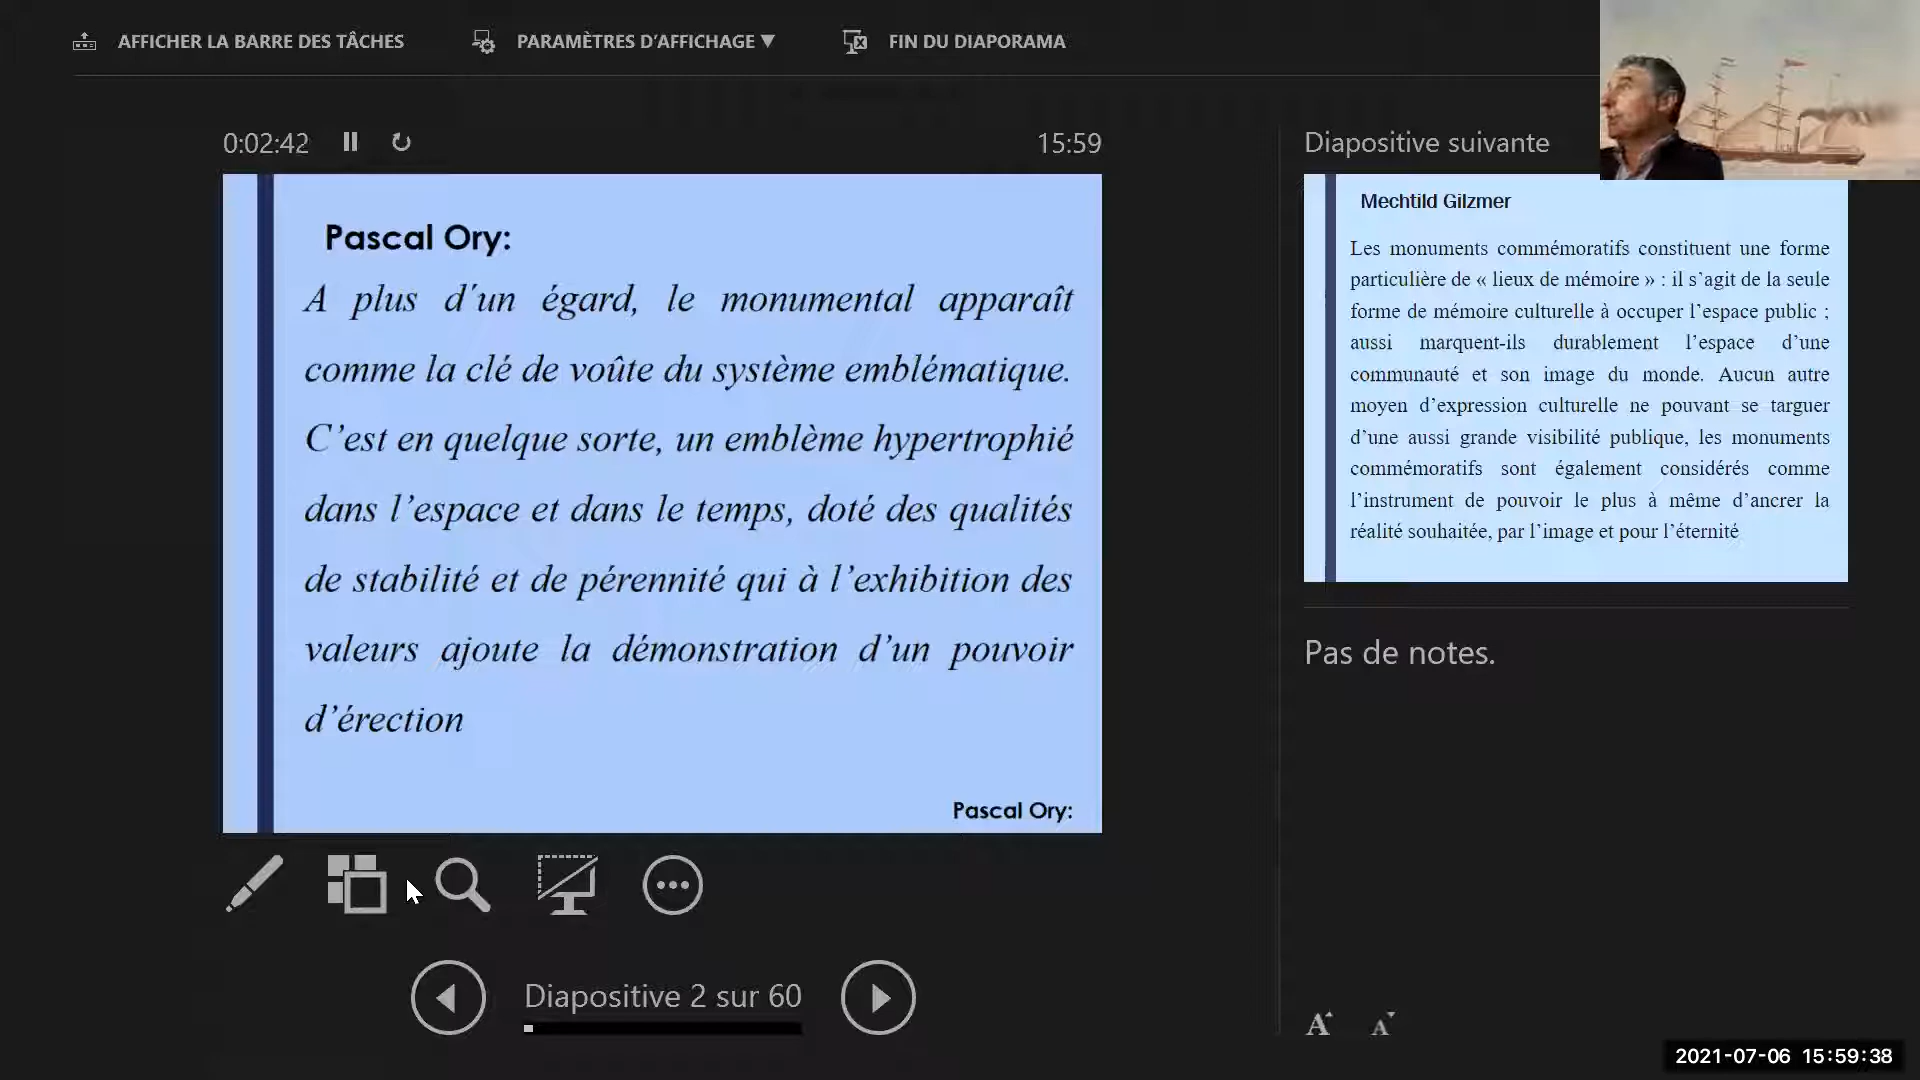 AFFICHER LA BARRE DES TÂCHES
PARAMÈTRES D'AFFICHAGE ▼
FIN DU DIAPORAMA
0:02:42
15:59
Pascal Ory:
A plus d′un égard, le monumental apparaît
comme la clé de voûte du système emblématique.
C’est en quelque sorte, un emblème hypertrophié
dans l’espace et dans le temps, doté des qualités
de stabilité et de pérennité qui à l’exhibition des
valeurs ajoute la démonstration d’un pouvoir
d’érection
Pascal Ory:
Diapositive 2 sur 60
Diapositive suivante
Mechtild Gilzmer
Les monuments commémoratifs constituent une forme
particulière de « lieux de mémoire » : il s’agit de la seule
forme de mémoire culturelle à occuper l’espace public ;
aussi marquent-ils durablement l’espace d’une
communauté et son image du monde. Aucun autre
moyen d’expression culturelle ne pouvant se targuer
d’une aussi grande visibilité publique, les monuments
commémoratifs sont également considérés comme
l’instrument de pouvoir le plus à même d’ancrer la
réalité souhaitée, par l’image et pour l’éternité
Pas de notes.
A A
2021-07-06 15:59:38